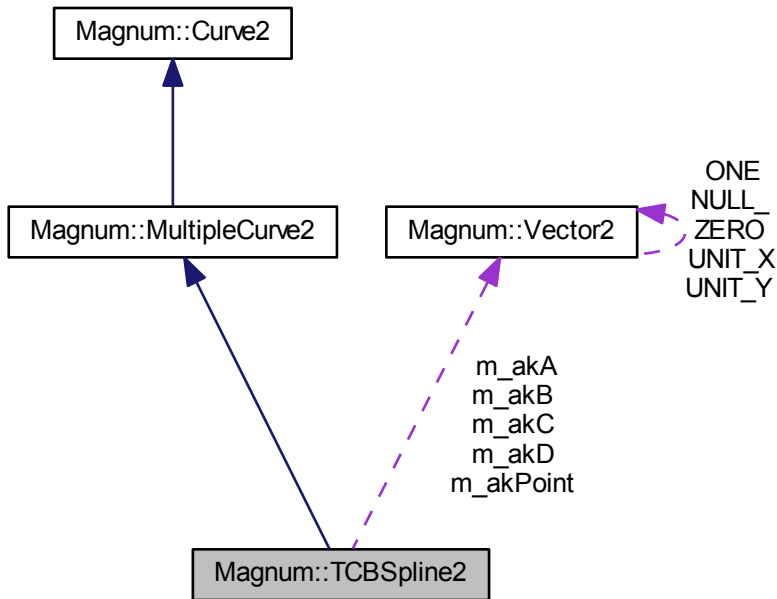 Magnum::Curve2
Magnum::MultipleCurve2
Magnum::Vector2
ONE
NULL_
ZERO
UNIT_X
UNIT_Y
m_akA
m_akB
m_akC
m_akD
m_akPoint
Magnum::TCBSpline2